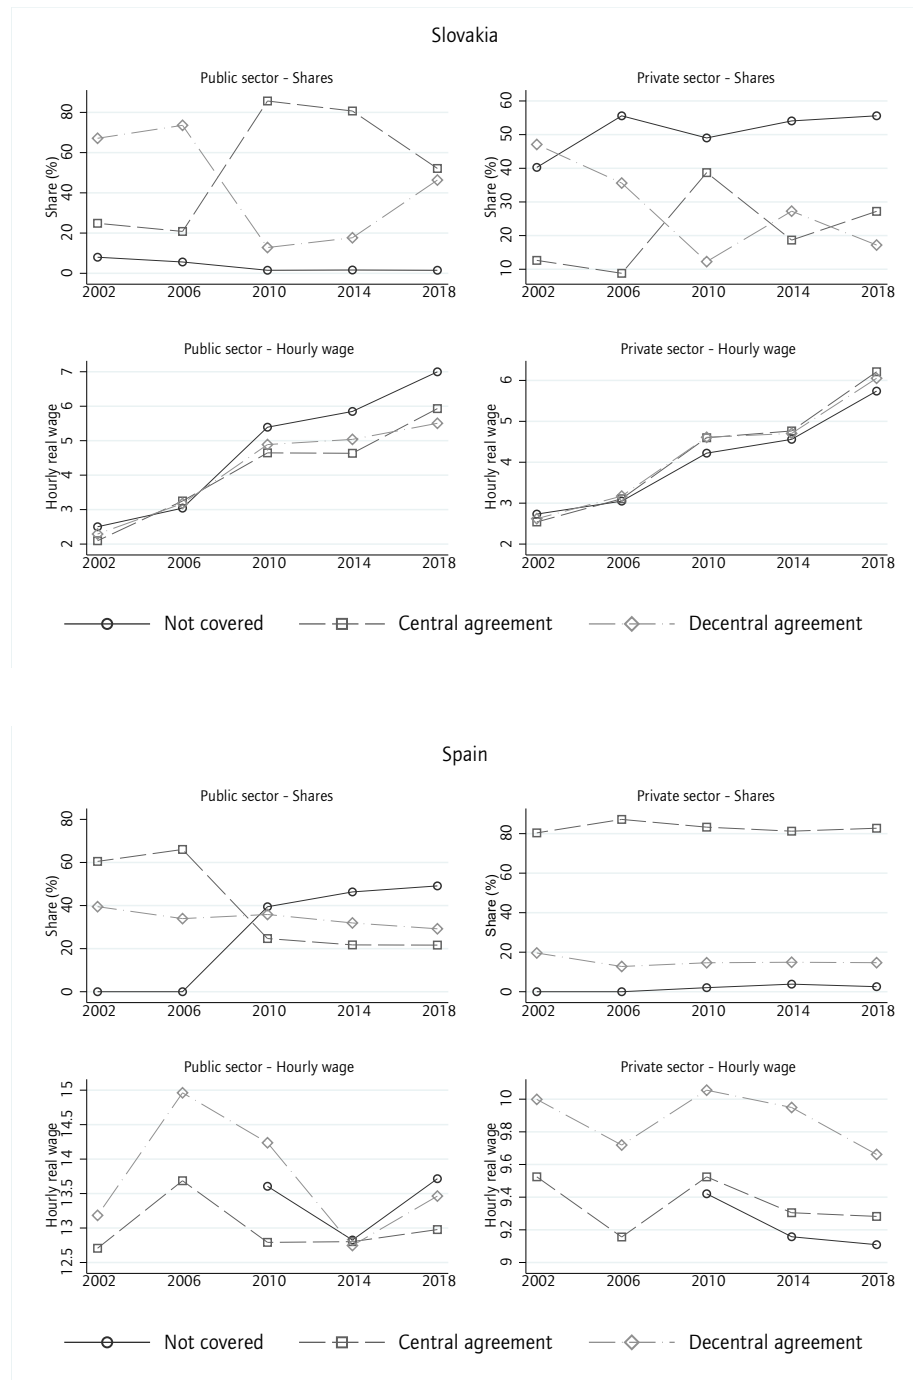 Slovakia
Public sector - Shares
Share (%)
0 20 40 60 80
2002 2006 2010 2014 2018
Private sector - Shares
Share (%)
10 20 30 40 50 60
2002 2006 2010 2014 2018
Public sector - Hourly wage
Hourly real wage
2 3 4 5 6 7
2002 2006 2010 2014 2018
Private sector - Hourly wage
Hourly real wage
2 3 4 5 6
2002 2006 2010 2014 2018
Not covered Central agreement Decentral agreement
Spain
Public sector - Shares
Share (%)
0 20 40 60 80
2002 2006 2010 2014 2018
Private sector - Shares
Share (%)
0 20 40 60 80
2002 2006 2010 2014 2018
Public sector - Hourly wage
Hourly real wage
12.5 13 13.5 14 14.5 15
2002 2006 2010 2014 2018
Private sector - Hourly wage
Hourly real wage
9 9.2 9.4 9.6 9.8 10
2002 2006 2010 2014 2018
Not covered Central agreement Decentral agreement